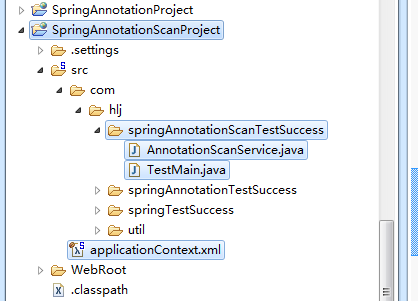 SpringAnnotationProject
SpringAnnotationScanProject
.settings
src
com
hlj
springAnnotationScanTestSuccess
AnnotationScanService.java
TestMain.java
springAnnotationTestSuccess
springTestSuccess
util
applicationContext.xml
WebRoot
.classpath